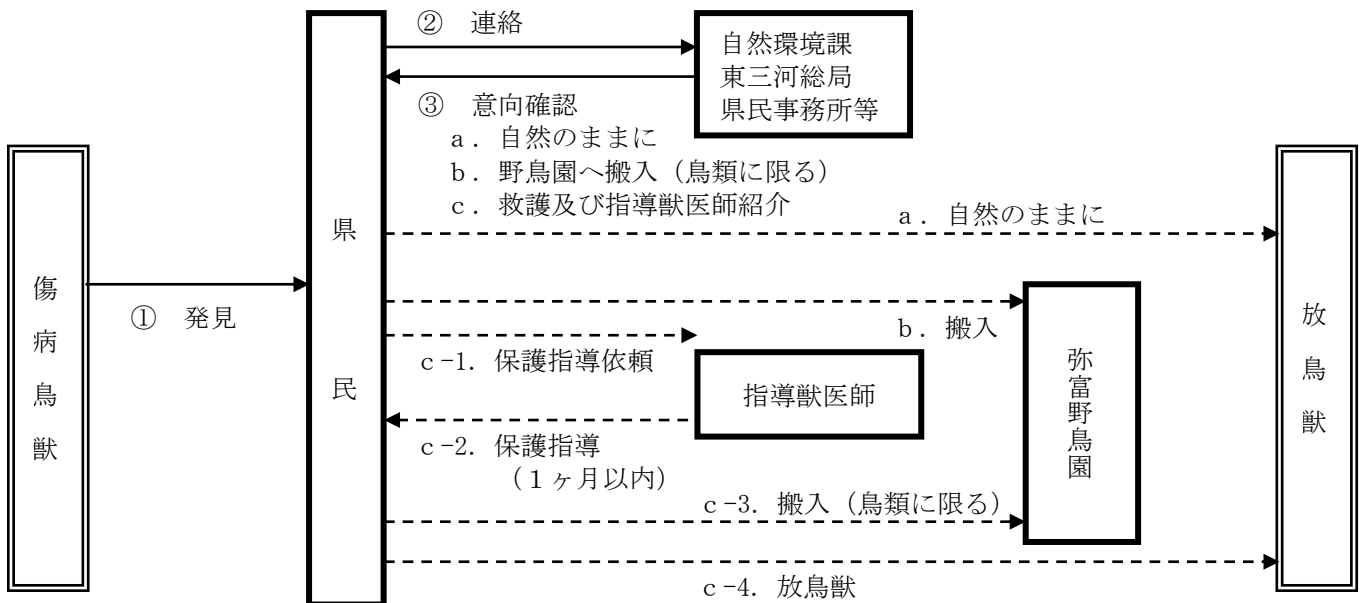 ② 連絡
自然環境課
東三河総局
県民事務所等
③ 意向確認
a．自然のままに
b．野鳥園へ搬入（鳥類に限る）
c．救護及び指導獣医師紹介
a．自然のままに
県民
傷病鳥獣
① 発見
放鳥獣
b．搬入
c-1．保護指導依頼
指導獣医師
弥富野鳥園
c-2．保護指導
（１ヶ月以内）
c-3．搬入（鳥類に限る）
c-4．放鳥獣